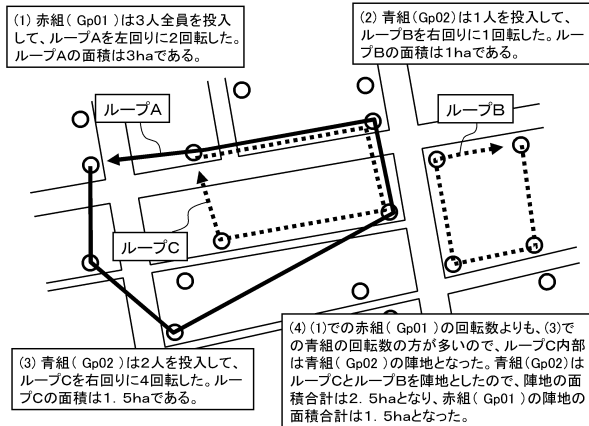 (1) 赤組( Gp01 )は３人全員を投入
して、ループＡを左回りに２回転した。
ループＡの面積は３haである。
(2) 青組(Gp02)は１人を投入して、
ループＢを右回りに１回転した。ルー
プＢの面積は１haである。
ループＡ
ループＢ
ループＣ
(3) 青組( Gp02 )は２人を投入して、
ループＣを右回りに４回転した。ルー
プＣの面積は１．５haである。
(4) (1)での赤組( Gp01 )の回転数よりも、(3)で
の青組の回転数の方が多いので、ループＣ内部
は青組( Gp02 )の陣地となった。青組(Gp02)は
ループＣとループＢを陣地としたので、陣地の面
積合計は２．５haとなり、赤組( Gp01 )の陣地の
面積合計は１．５haとなった。